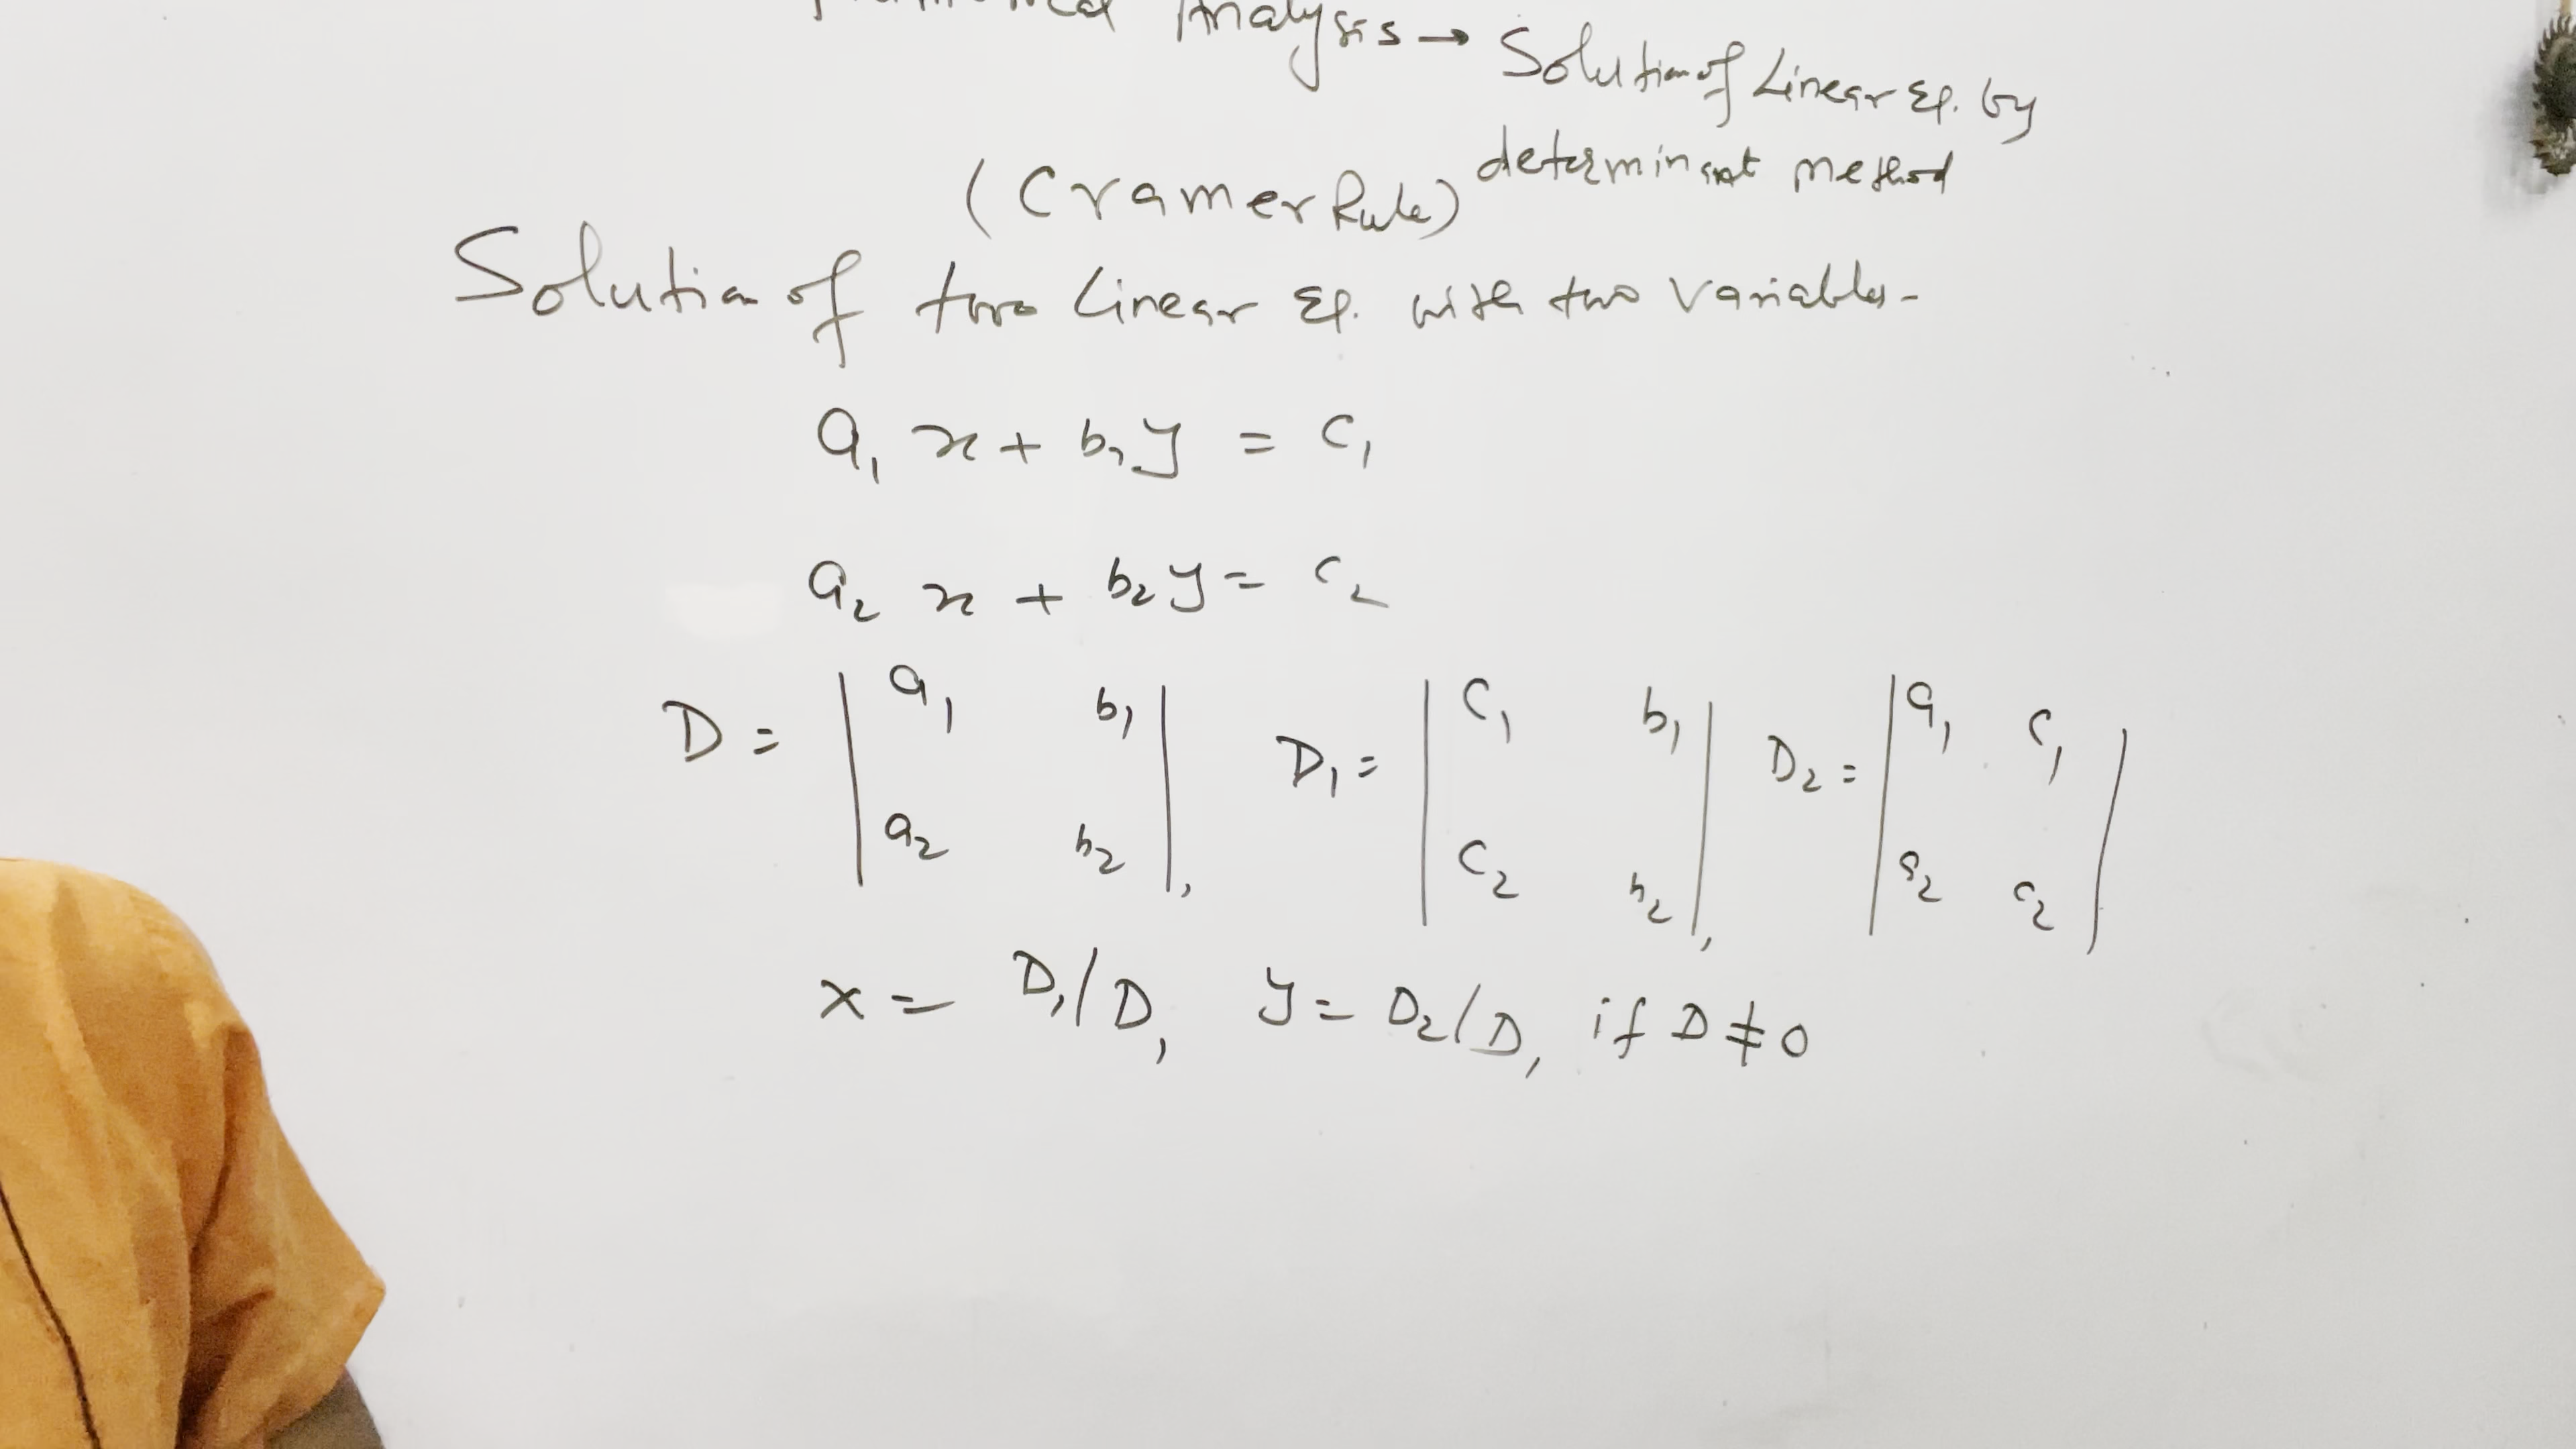 Analysis → Solution of Linear Eq. by
(Cramer Rule) determinant method
Solution of two Linear Eq. with two variables-
a₁ x + b₁y = c₁
a₂ x + b₂y = c₂
D = | a₁ b₁ |, D₁ = | c₁ b₁ |, D₂ = | a₁ c₁ |
| a₂ b₂ | | c₂ b₂ | | a₂ c₂ |
x = D₁/D, y = D₂/D, if D ≠ 0